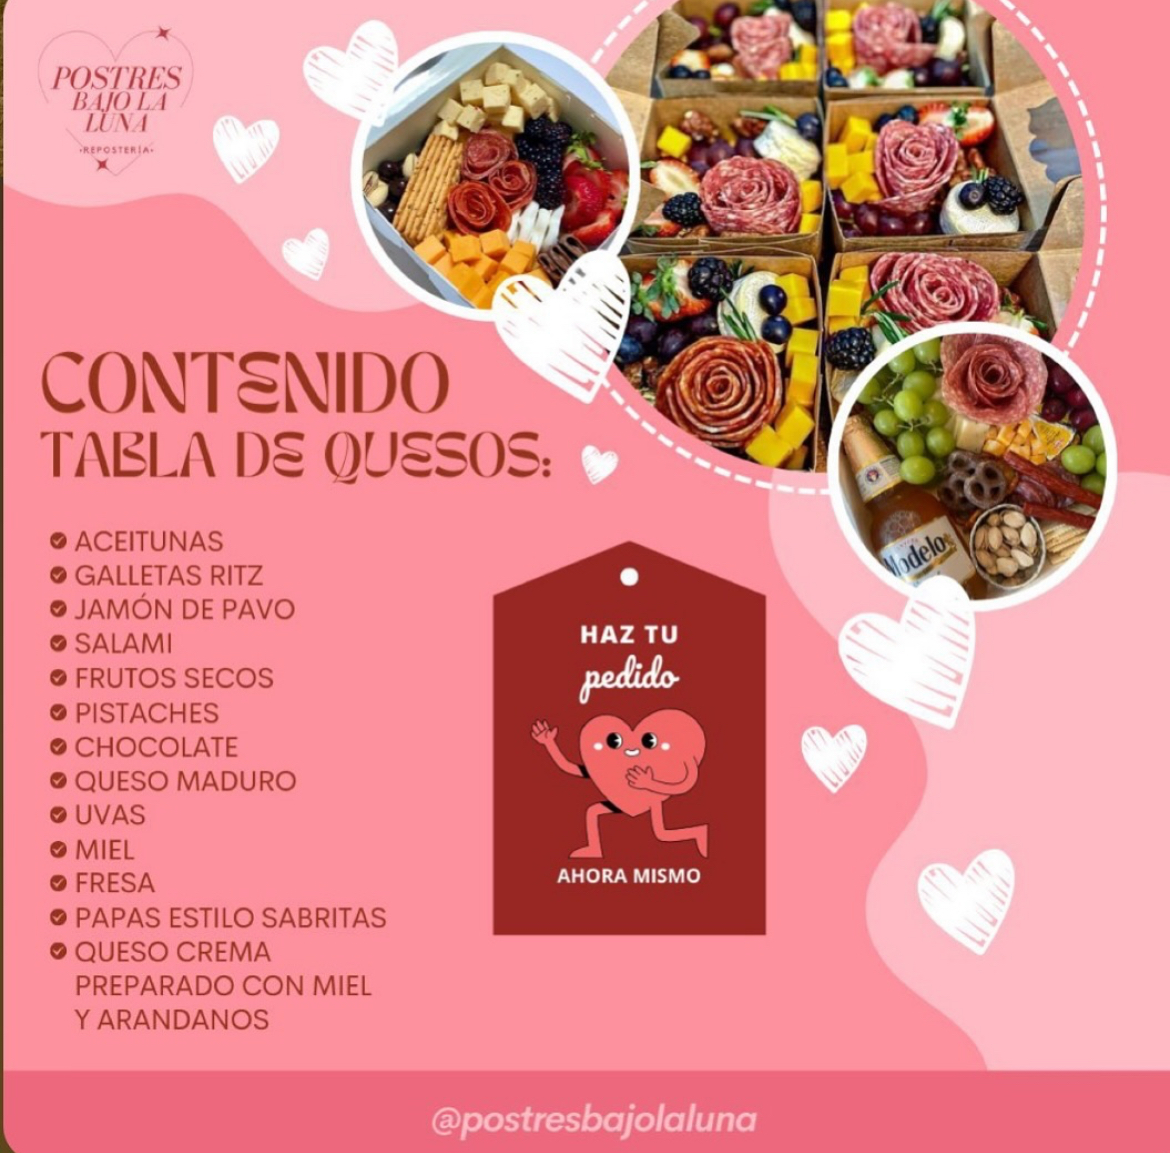 POSTRES
BAJO LA
LUNA
•REPOSTERÍA•
CONTENIDO
TABLA DE QUESOS:
ACEITUNAS
GALLETAS RITZ
JAMÓN DE PAVO
SALAMI
FRUTOS SECOS
PISTACHES
CHOCOLATE
QUESO MADURO
UVAS
MIEL
FRESA
PAPAS ESTILO SABRITAS
QUESO CREMA
PREPARADO CON MIEL
Y ARANDANOS
Modelo
HAZ TU
pedido
AHORA MISMO
@postresbajolaluna